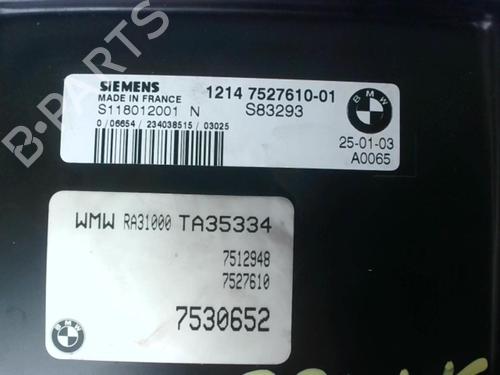 B-PARTS
SIEMENS
MADE IN FRANCE
1214 7527610-01
S118012001 N S83293
0 / 06654 / 234038515 / 03025
BMW
25-01-03
A0065
WMW RA31000 TA35334
7512948
7527610
7530652
BMW